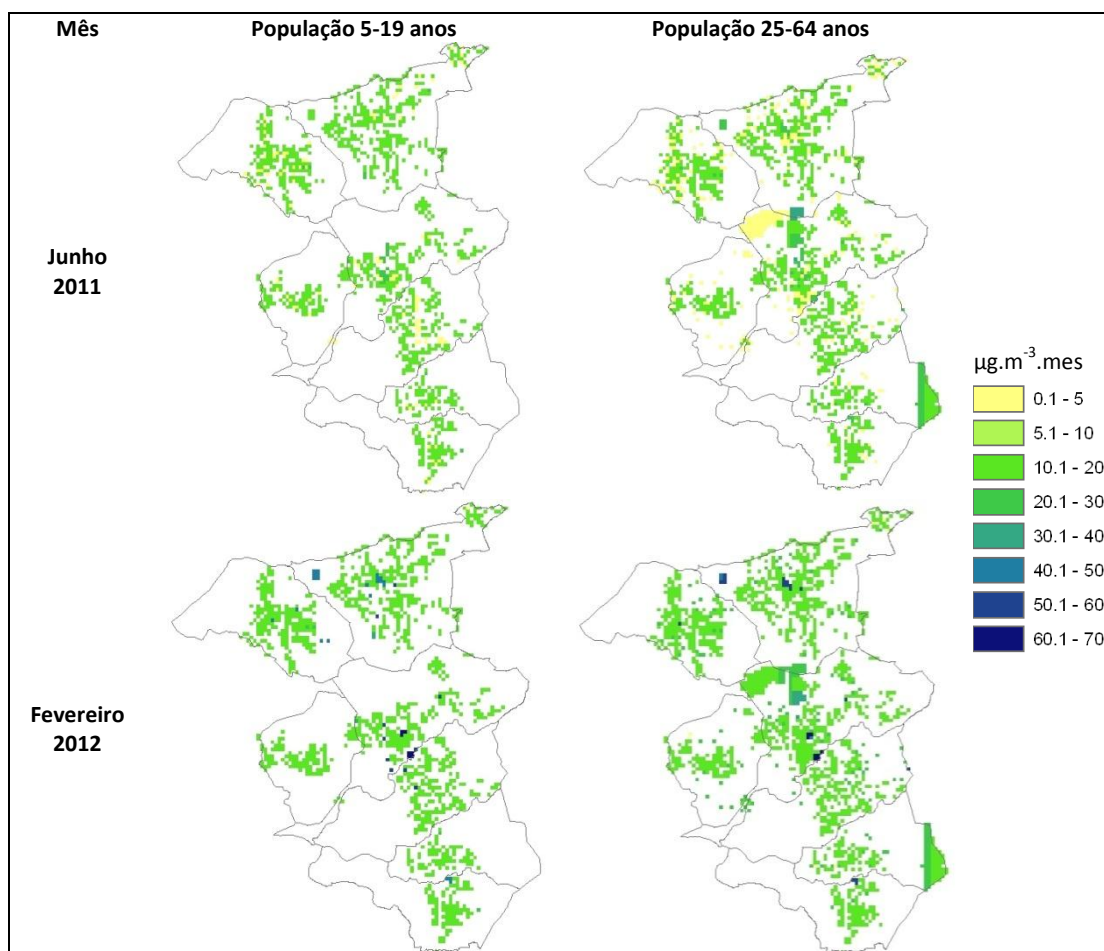 Mês População 5-19 anos População 25-64 anos
Junho
2011
µg.m⁻³.mes
0.1 - 5
5.1 - 10
10.1 - 20
20.1 - 30
30.1 - 40
40.1 - 50
50.1 - 60
60.1 - 70
Fevereiro
2012